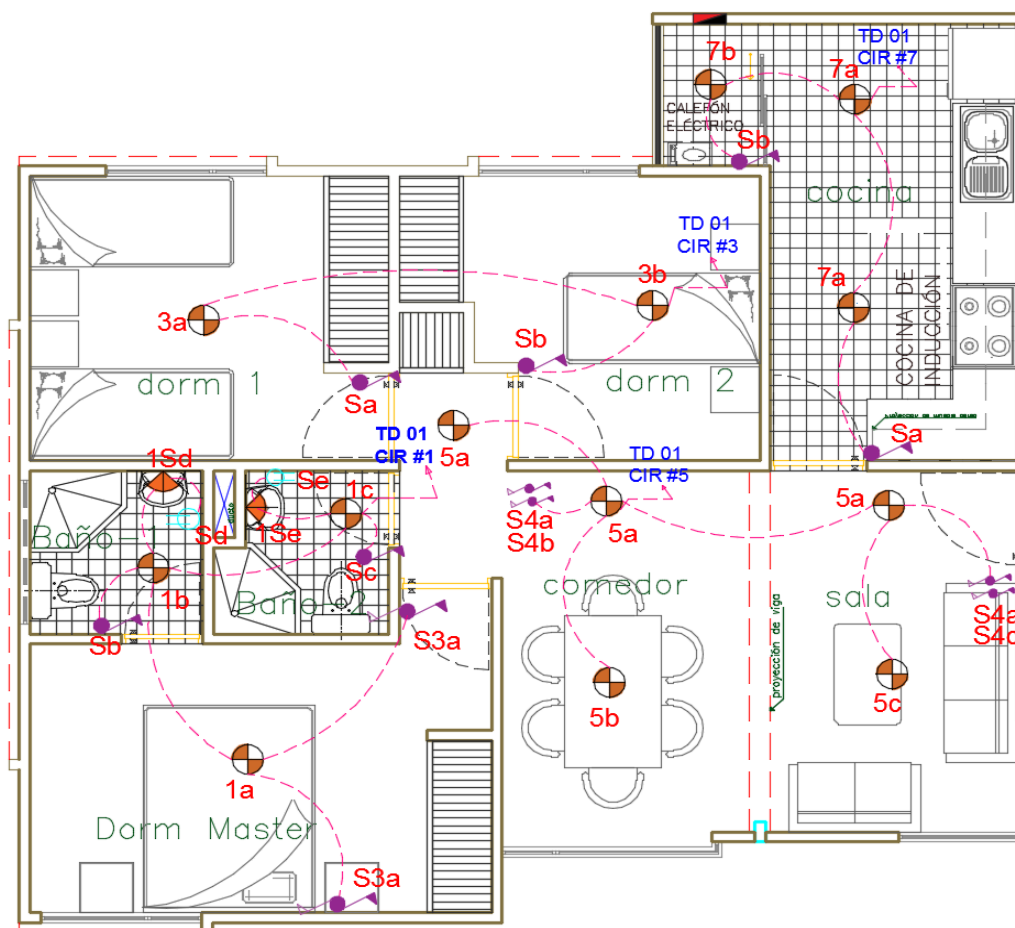 7b
TD 01
CIR #7
7a
CALEFÓN
ELÉCTRICO
Sb
cocina
TD 01
CIR #3
3b
7a
COCINA DE
INDUCCIÓN
3a
Sb
dorm 1
Sa
dorm 2
5a
TD 01
CIR #1
Sa
TD 01
CIR #5
1Sd
Se
1c
S4a
S4b
5a
5a
Baño-1
Sd
DUCTO
1Se
Sc
1b
Baño-2
comedor
sala
Sb
S3a
S4a
S4c
proyección de viga
5b
5c
1a
Dorm Master
S3a